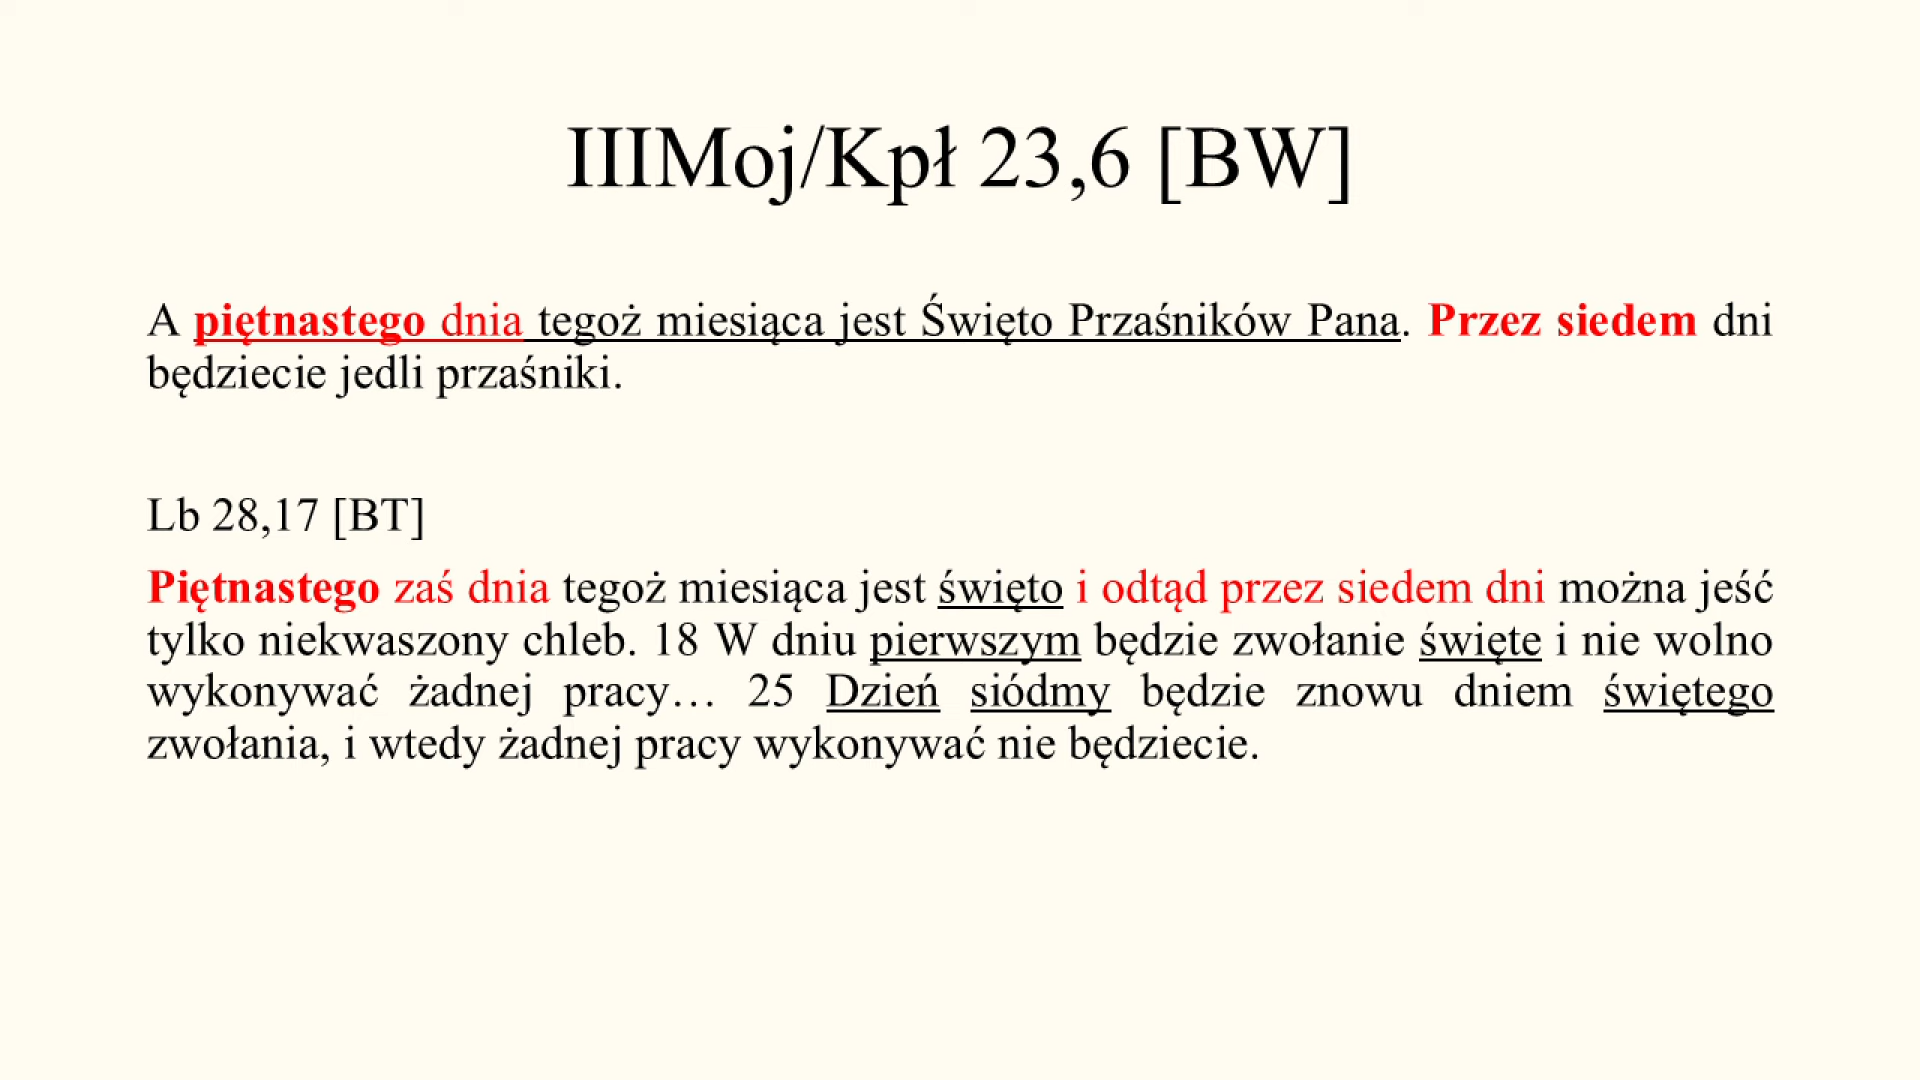 IIIMoj/Kpł 23,6 [BW]
A piętnastego dnia tegoż miesiąca jest Święto Przaśników Pana. Przez siedem dni
będziecie jedli przaśniki.
Lb 28,17 [BT]
Piętnastego zaś dnia tegoż miesiąca jest święto i odtąd przez siedem dni można jeść
tylko niekwaszony chleb. 18 W dniu pierwszym będzie zwołanie święte i nie wolno
wykonywać żadnej pracy… 25 Dzień siódmy będzie znowu dniem świętego
zwołania, i wtedy żadnej pracy wykonywać nie będziecie.